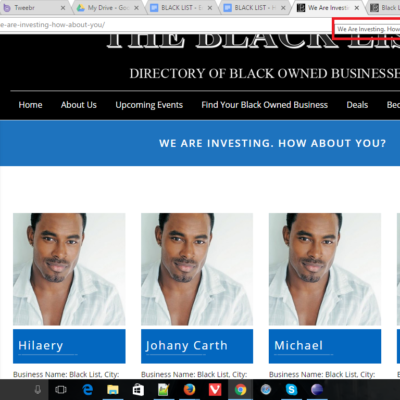 Tweebr
My Drive - Goo
BLACK LIST - B
BLACK LIST - H
We Are Investi
Black L
e-are-investing-how-about-you/
We Are Investing. How
THE BLACK LIS
DIRECTORY OF BLACK OWNED BUSINESSE
Home About Us Upcoming Events Find Your Black Owned Business Deals Bec
WE ARE INVESTING. HOW ABOUT YOU?
Hilaery Johany Carth Michael
Business Name: Black List, City: Business Name: Black List, City: Business Name: Black List, City: